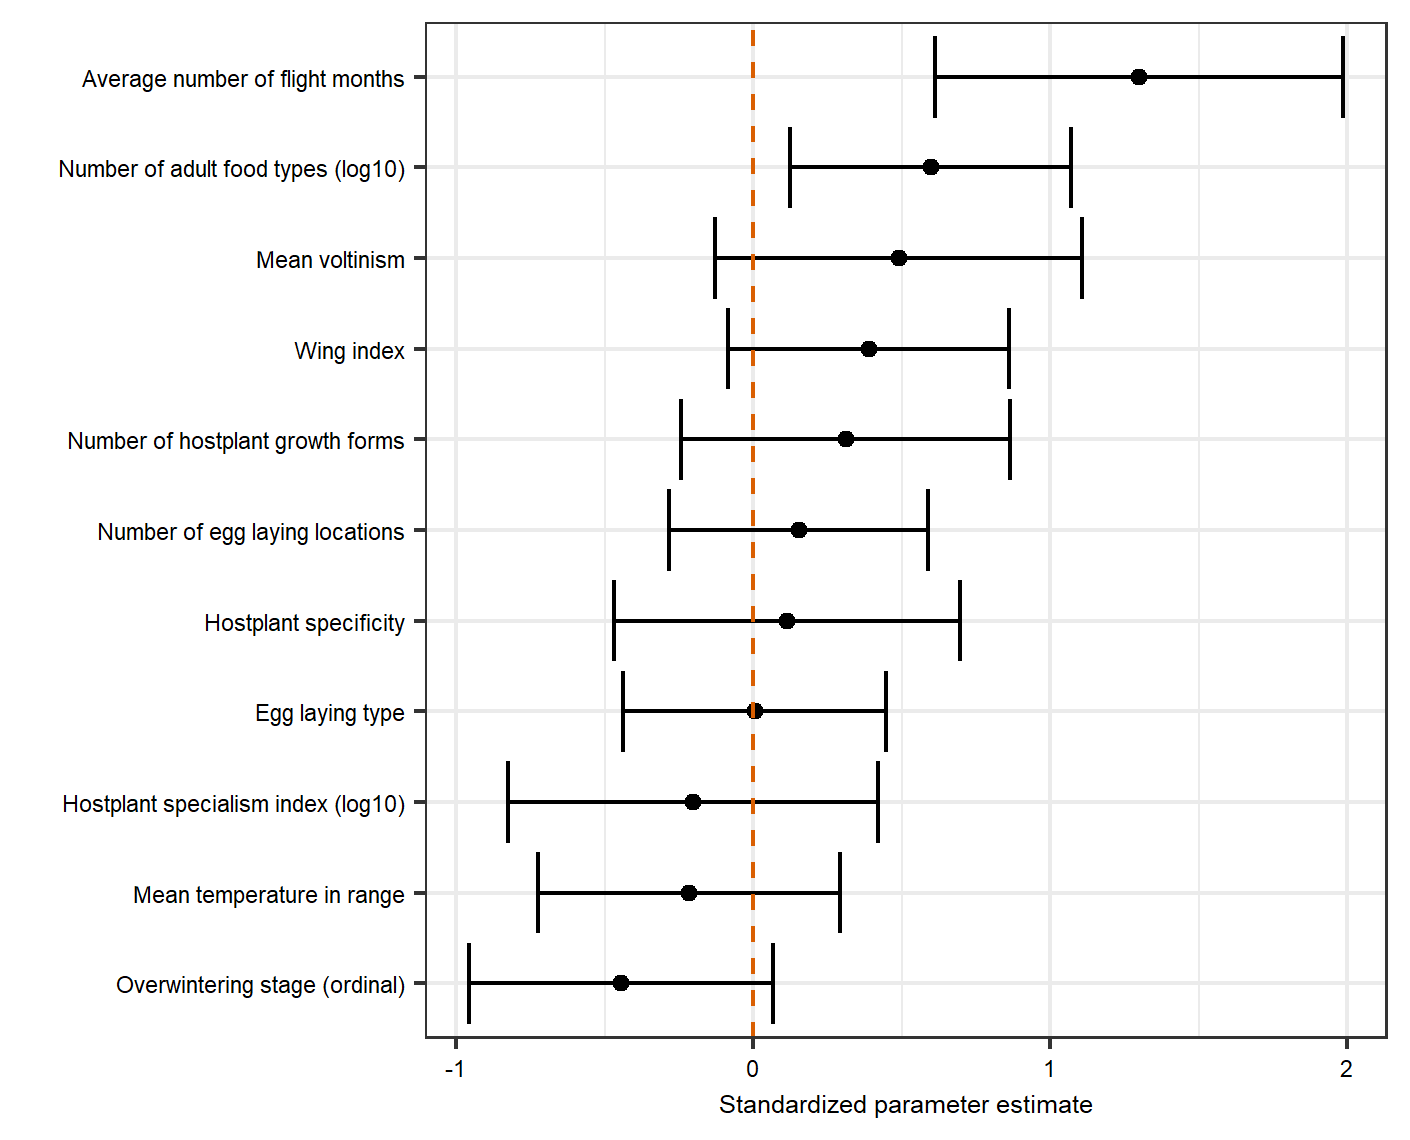 Average number of flight months
Number of adult food types (log10)
Mean voltinism
Wing index
Number of hostplant growth forms
Number of egg laying locations
Hostplant specificity
Egg laying type
Hostplant specialism index (log10)
Mean temperature in range
Overwintering stage (ordinal)
-1 0 1 2
Standardized parameter estimate